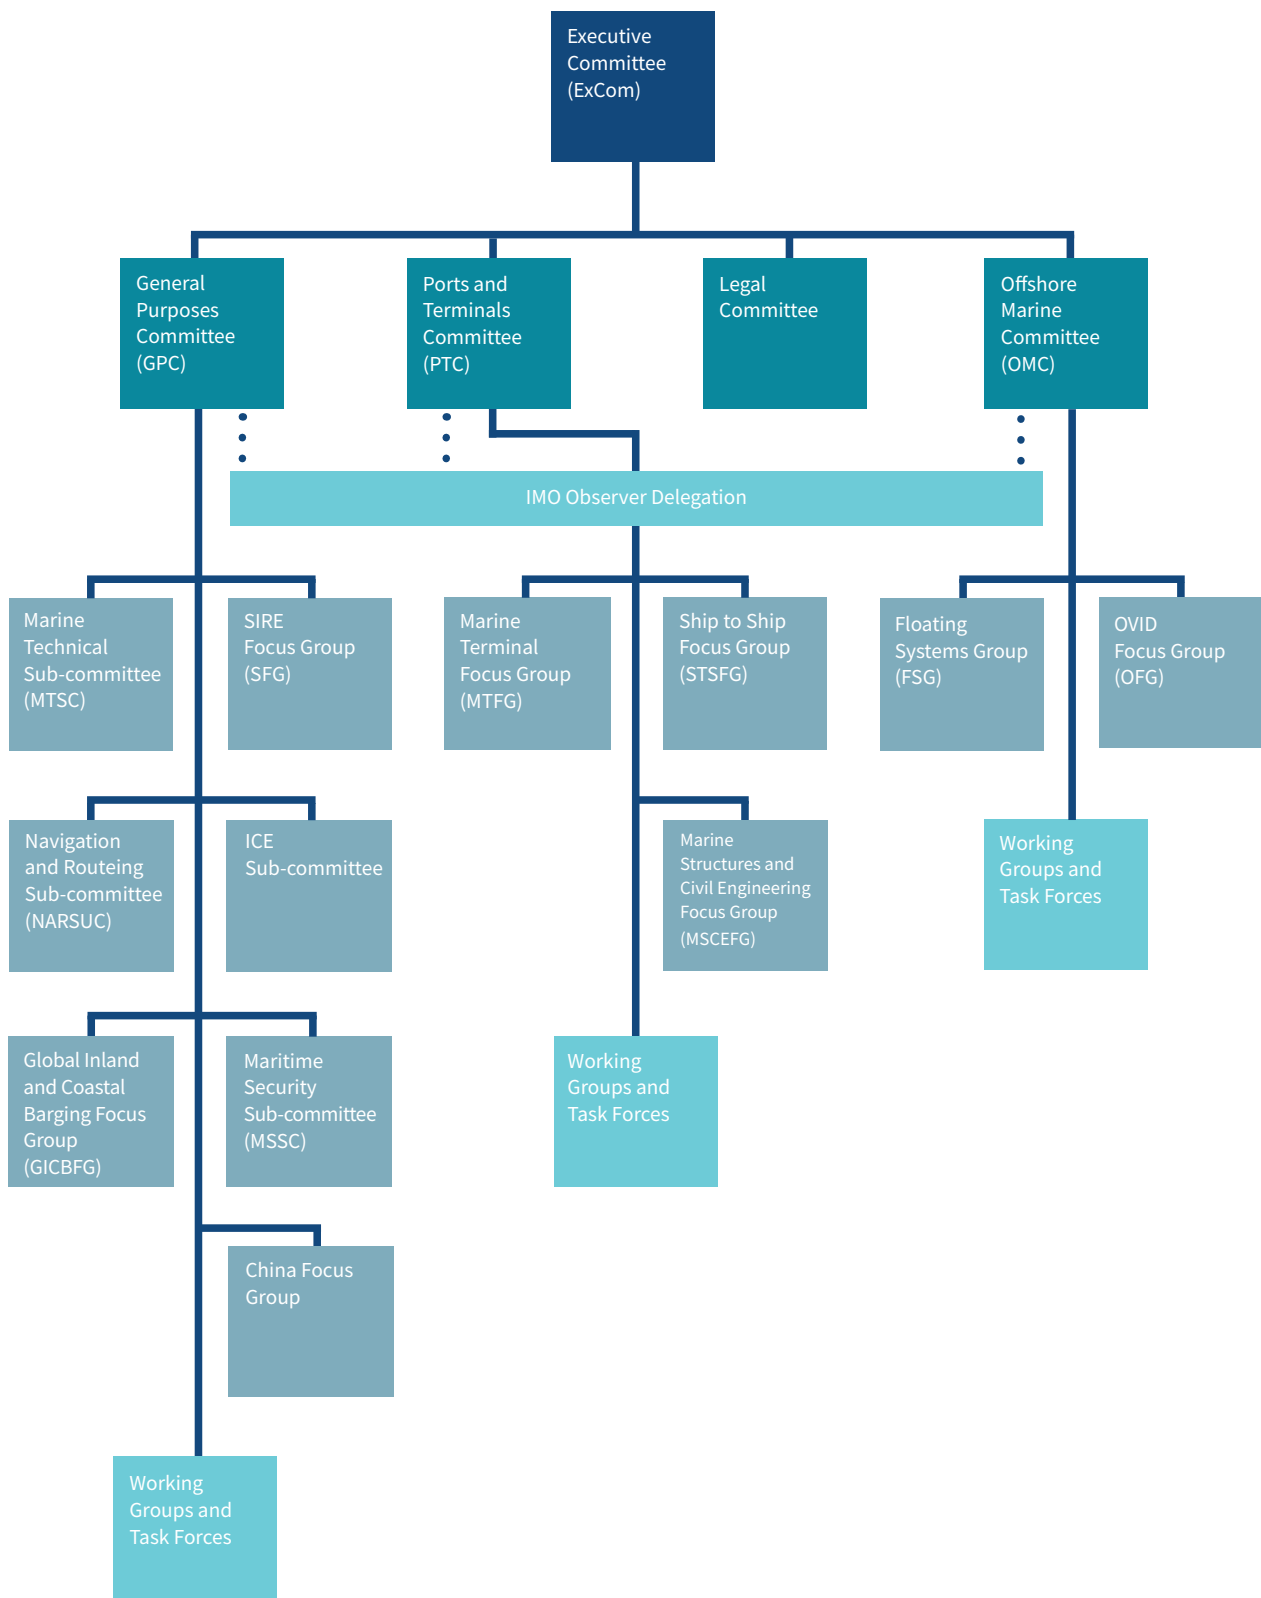 Executive
Committee
(ExCom)
General
Purposes
Committee
(GPC)
Ports and
Terminals
Committee
(PTC)
Legal
Committee
Offshore
Marine
Committee
(OMC)
IMO Observer Delegation
Marine
Technical
Sub-committee
(MTSC)
SIRE
Focus Group
(SFG)
Marine
Terminal
Focus Group
(MTFG)
Ship to Ship
Focus Group
(STSFG)
Floating
Systems Group
(FSG)
OVID
Focus Group
(OFG)
Navigation
and Routeing
Sub-committee
(NARSUC)
ICE
Sub-committee
Marine
Structures and
Civil Engineering
Focus Group
(MSCEFG)
Working
Groups and
Task Forces
Global Inland
and Coastal
Barging Focus
Group
(GICBFG)
Maritime
Security
Sub-committee
(MSSC)
Working
Groups and
Task Forces
China Focus
Group
Working
Groups and
Task Forces